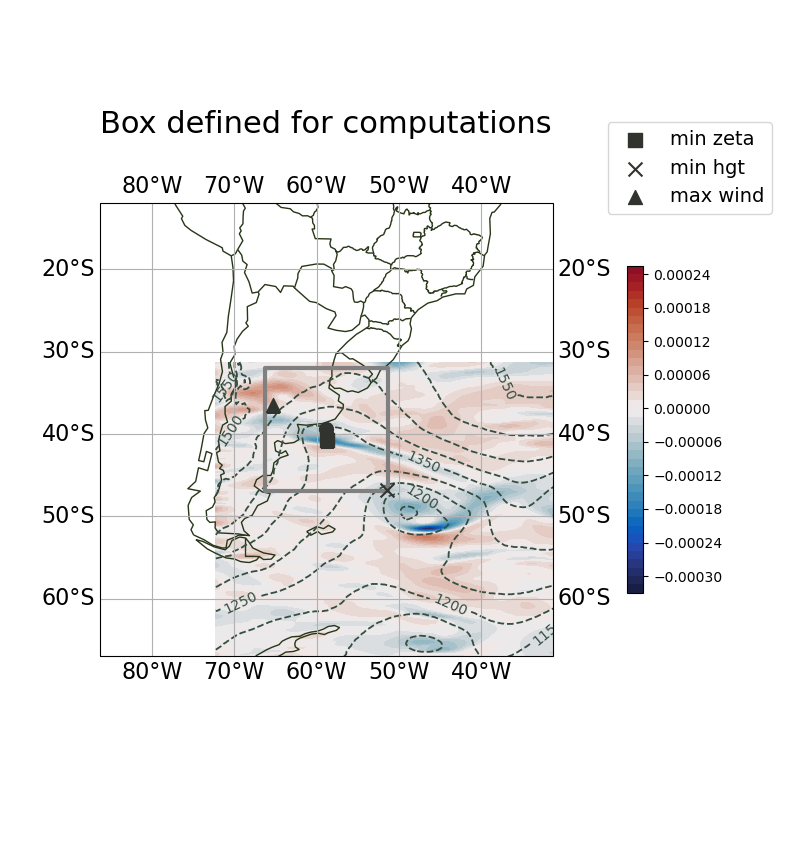 Box defined for computations
min zeta
min hgt
max wind
80°W 70°W 60°W 50°W 40°W
20°S 20°S
30°S 30°S
40°S 40°S
50°S 50°S
60°S 60°S
80°W 70°W 60°W 50°W 40°W
0.00024
0.00018
0.00012
0.00006
0.00000
−0.00006
−0.00012
−0.00018
−0.00024
−0.00030
1550
1550
1500
1350
1200
1250
1200
115